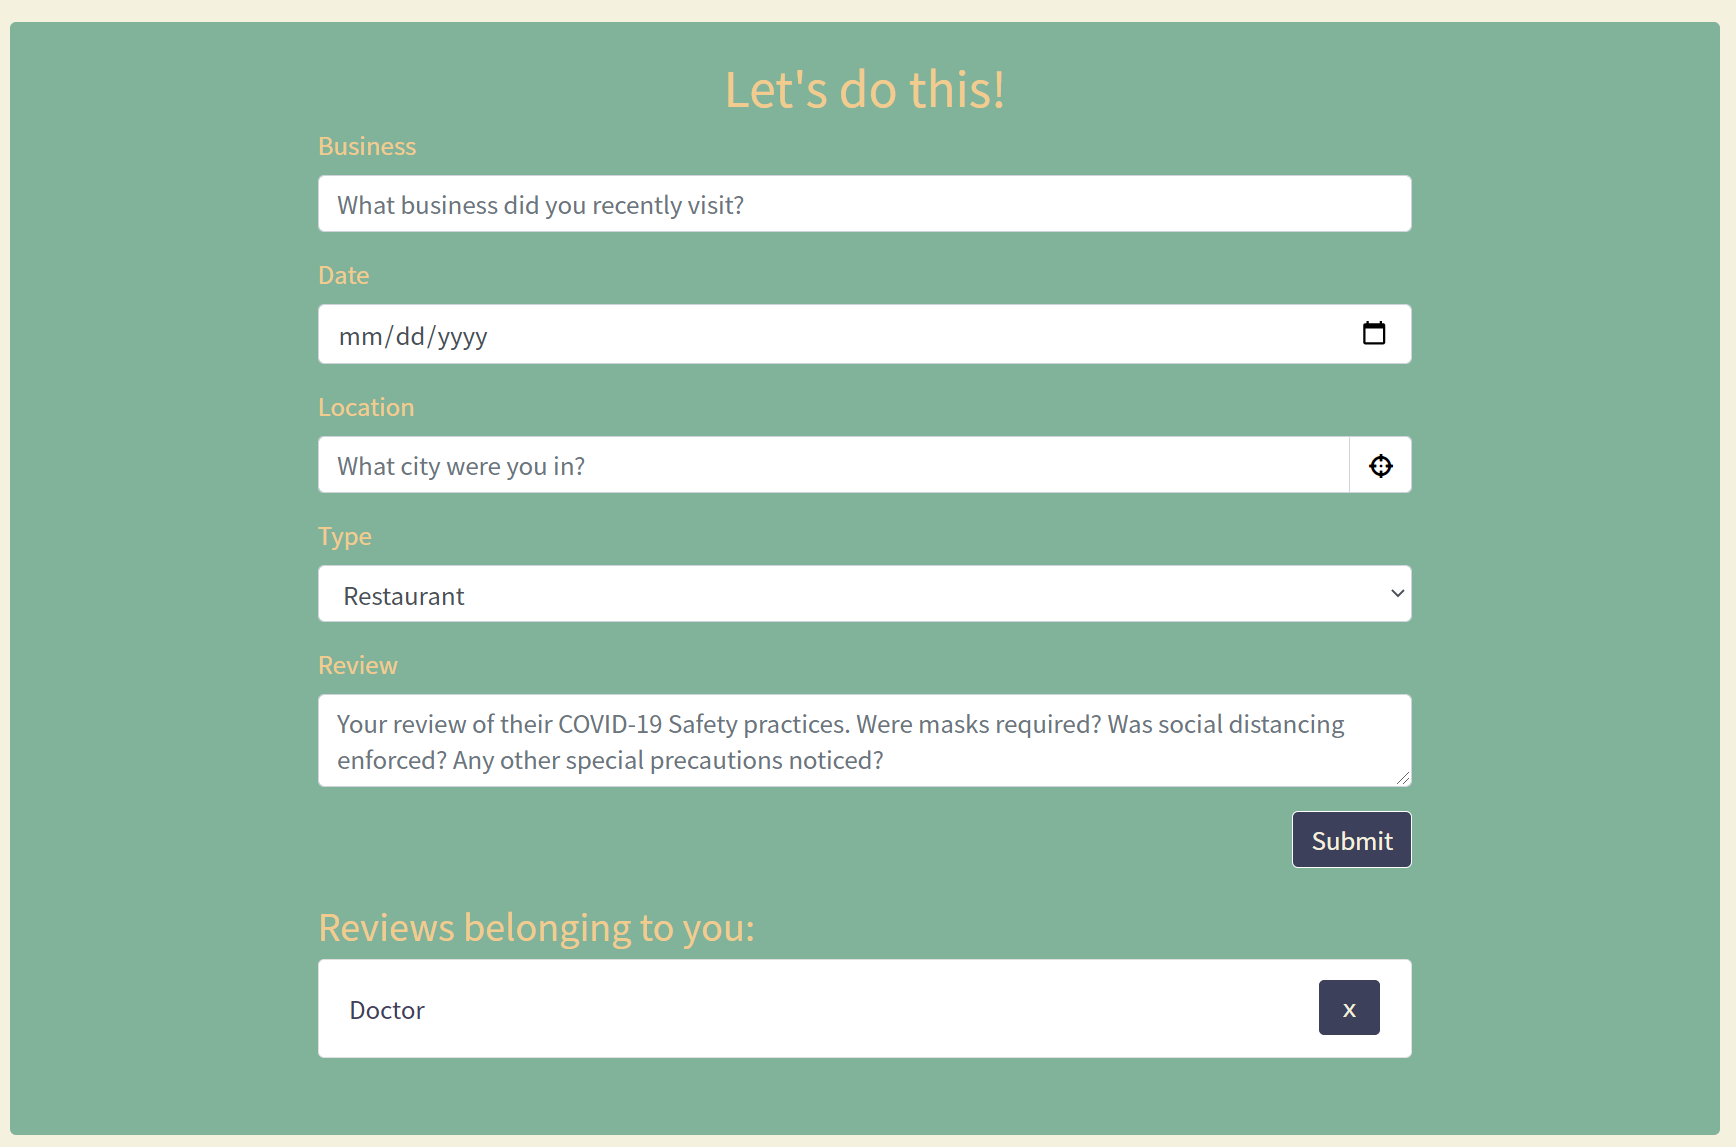 Let's do this!
Business
What business did you recently visit?
Date
mm/dd/yyyy
Location
What city were you in?
Type
Restaurant
Review
Your review of their COVID-19 Safety practices. Were masks required? Was social distancing
enforced? Any other special precautions noticed?
Submit
Reviews belonging to you:
Doctor
x